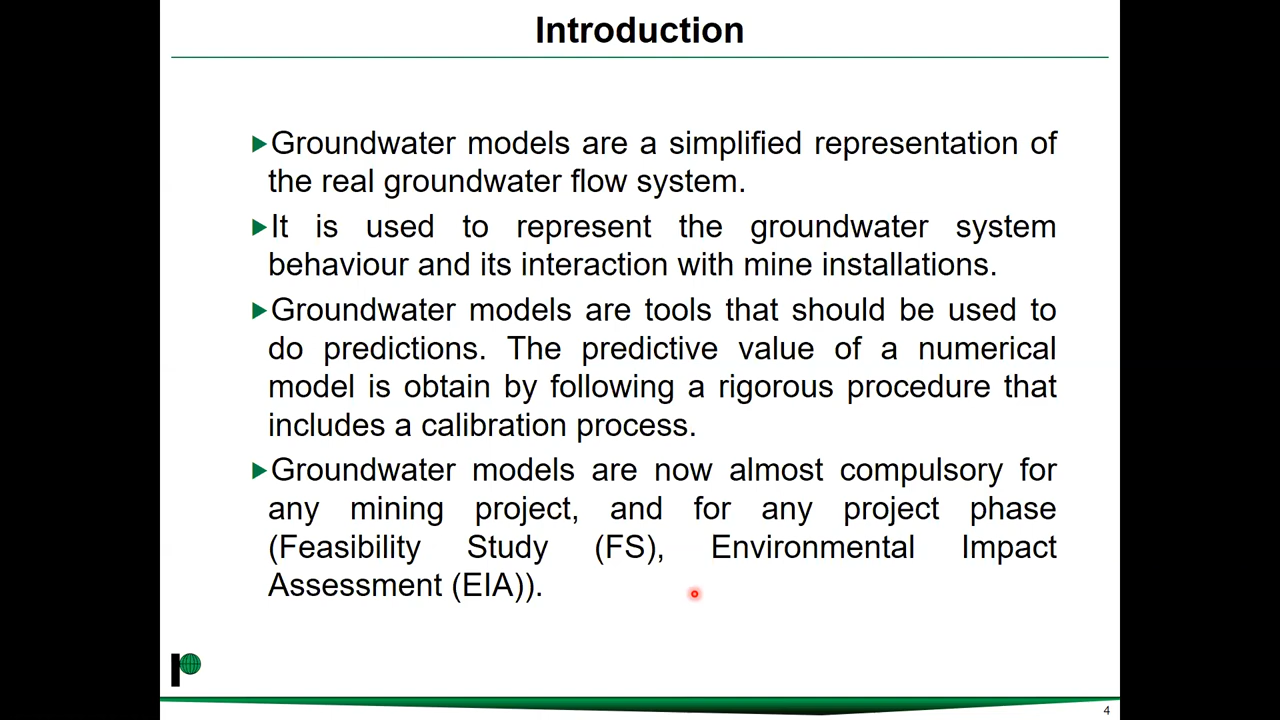 Introduction
Groundwater models are a simplified representation of
the real groundwater flow system.
It is used to represent the groundwater system
behaviour and its interaction with mine installations.
Groundwater models are tools that should be used to
do predictions. The predictive value of a numerical
model is obtain by following a rigorous procedure that
includes a calibration process.
Groundwater models are now almost compulsory for
any mining project, and for any project phase
(Feasibility Study (FS), Environmental Impact
Assessment (EIA)).
4